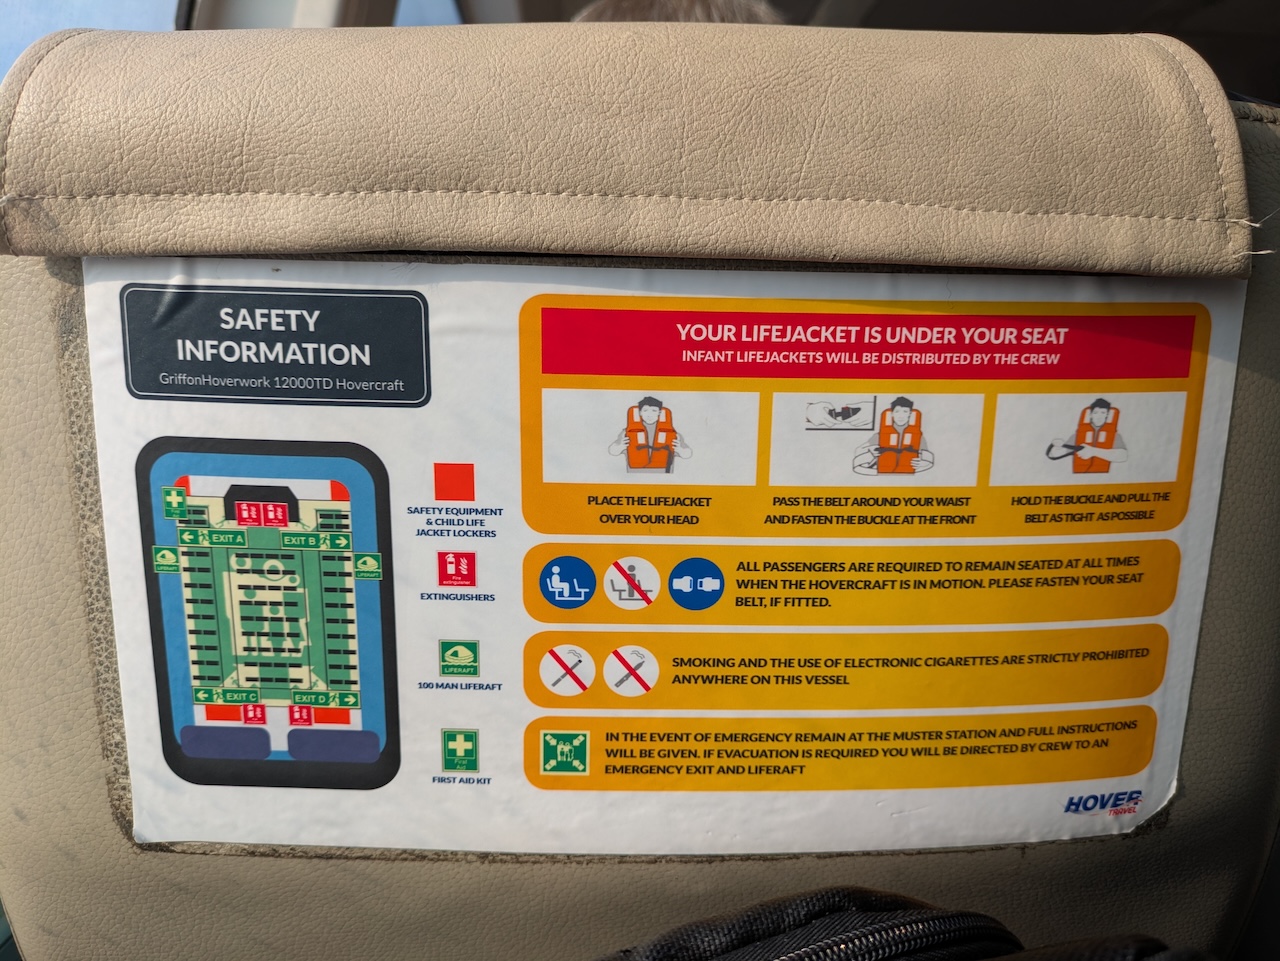 SAFETY
INFORMATION
GriffonHoverwork 12000TD Hovercraft
EXIT A
EXIT B
LIFERAFT
LIFERAFT
EXIT C
EXIT D
SAFETY EQUIPMENT
& CHILD LIFE
JACKET LOCKERS
Fire
extinguisher
EXTINGUISHERS
LIFERAFT
100 MAN LIFERAFT
First
Aid
FIRST AID KIT
YOUR LIFEJACKET IS UNDER YOUR SEAT
INFANT LIFEJACKETS WILL BE DISTRIBUTED BY THE CREW
PLACE THE LIFEJACKET
OVER YOUR HEAD
PASS THE BELT AROUND YOUR WAIST
AND FASTEN THE BUCKLE AT THE FRONT
HOLD THE BUCKLE AND PULL THE
BELT AS TIGHT AS POSSIBLE
ALL PASSENGERS ARE REQUIRED TO REMAIN SEATED AT ALL TIMES
WHEN THE HOVERCRAFT IS IN MOTION. PLEASE FASTEN YOUR SEAT
BELT, IF FITTED.
SMOKING AND THE USE OF ELECTRONIC CIGARETTES ARE STRICTLY PROHIBITED
ANYWHERE ON THIS VESSEL
IN THE EVENT OF EMERGENCY REMAIN AT THE MUSTER STATION AND FULL INSTRUCTIONS
WILL BE GIVEN. IF EVACUATION IS REQUIRED YOU WILL BE DIRECTED BY CREW TO AN
EMERGENCY EXIT AND LIFERAFT
HOVER
TRAVEL